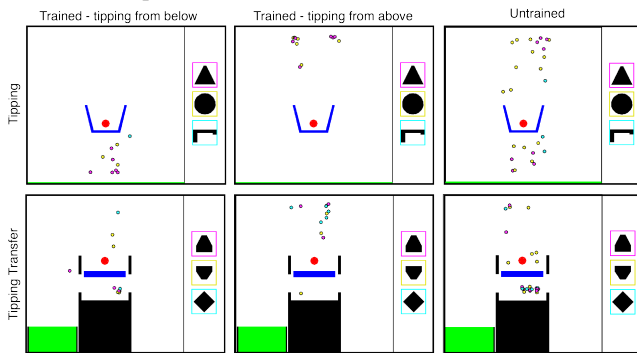 Trained - tipping from below
Trained - tipping from above
Untrained
Tipping
Tipping Transfer